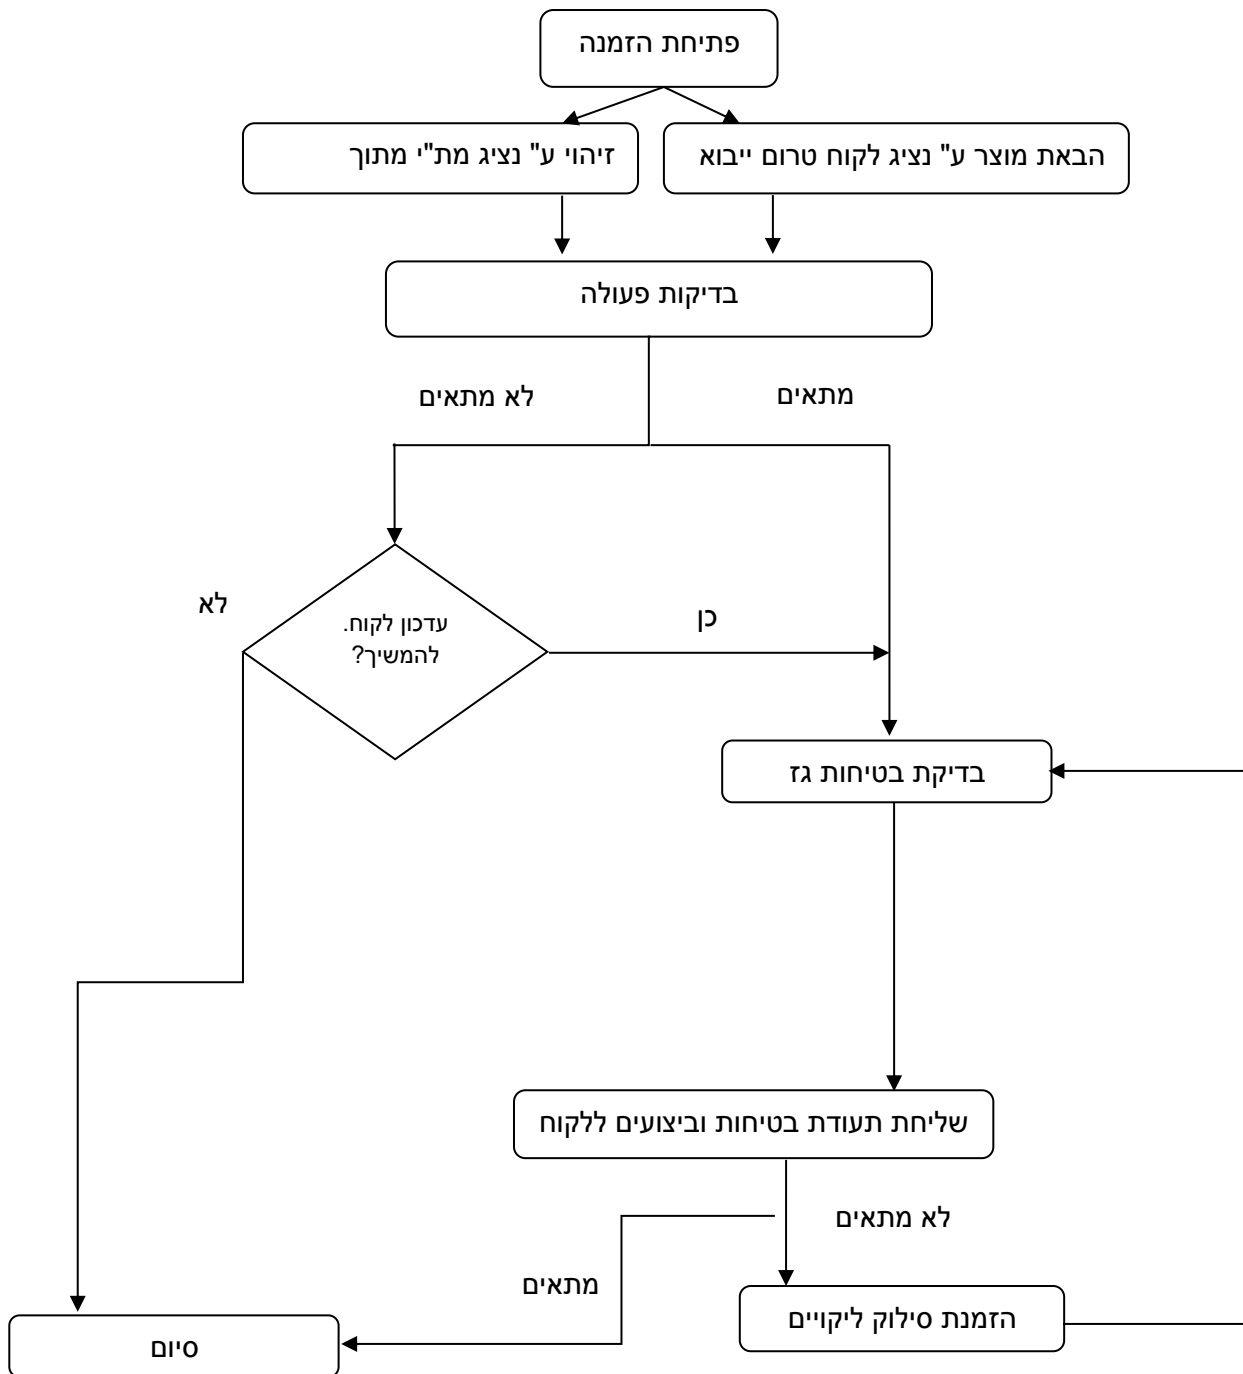 פתיחת הזמנה
הבאת מוצר ע" נציג לקוח טרום ייבוא
זיהוי ע" נציג מת"י מתוך
בדיקות פעולה
מתאים
לא מתאים
לא
עדכון לקוח.
להמשיך?
כן
בדיקת בטיחות גז
שליחת תעודת בטיחות וביצועים ללקוח
לא מתאים
מתאים
הזמנת סילוק ליקויים
סיום